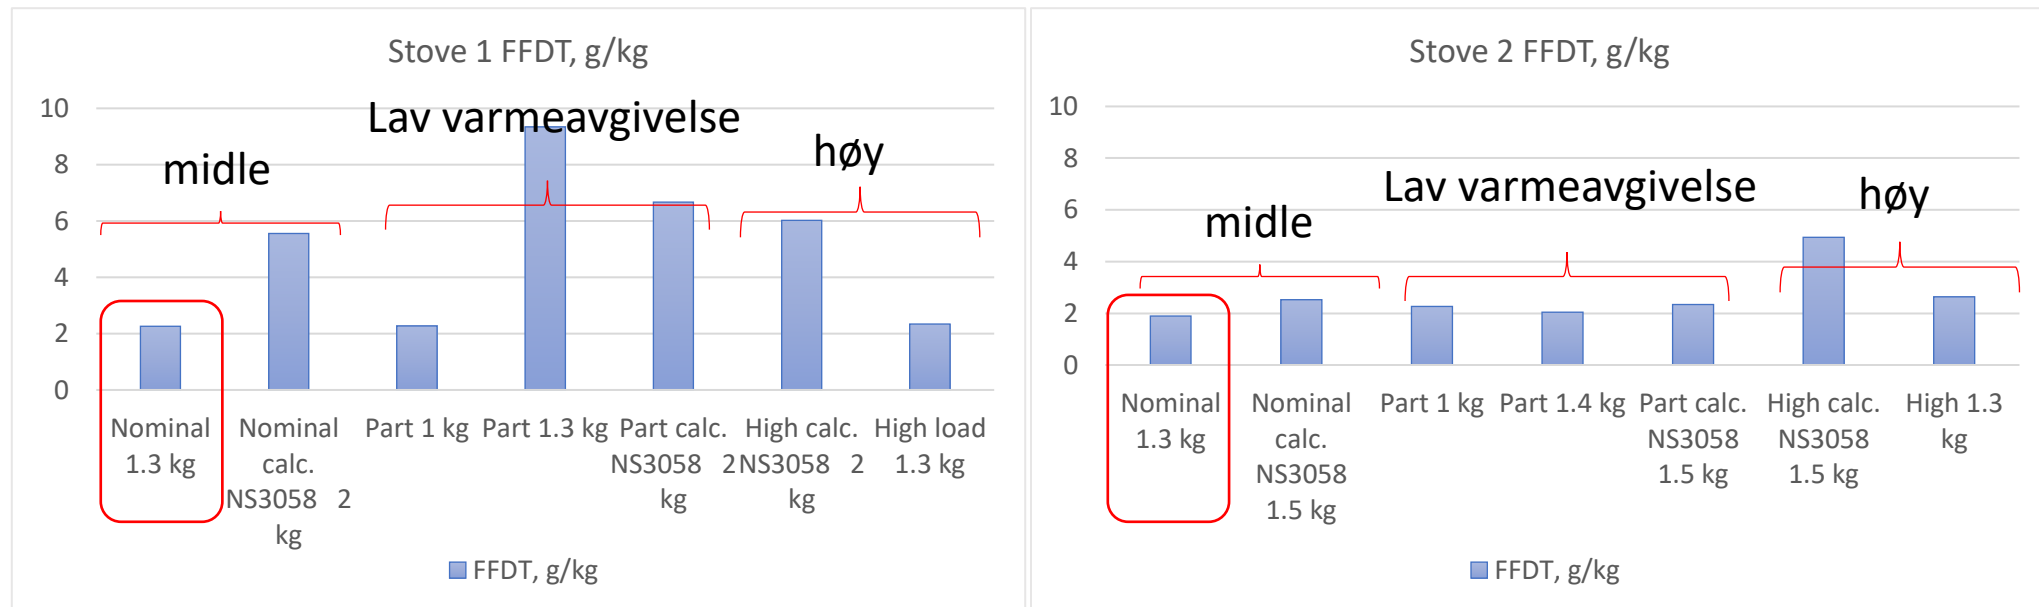 Stove 1 FFDT, g/kg
10
8
6
4
2
0
midle
Lav varmeavgivelse
høy
Nominal
1.3 kg
Nominal
calc.
NS3058 2
kg
Part 1 kg
Part 1.3 kg
Part calc.
NS3058 2
kg
High calc.
NS3058 2
kg
High load
1.3 kg
FFDT, g/kg
Stove 2 FFDT, g/kg
10
8
6
4
2
0
midle
Lav varmeavgivelse
høy
Nominal
1.3 kg
Nominal
calc.
NS3058
1.5 kg
Part 1 kg
Part 1.4 kg
Part calc.
NS3058
1.5 kg
High calc.
NS3058
1.5 kg
High 1.3
kg
FFDT, g/kg